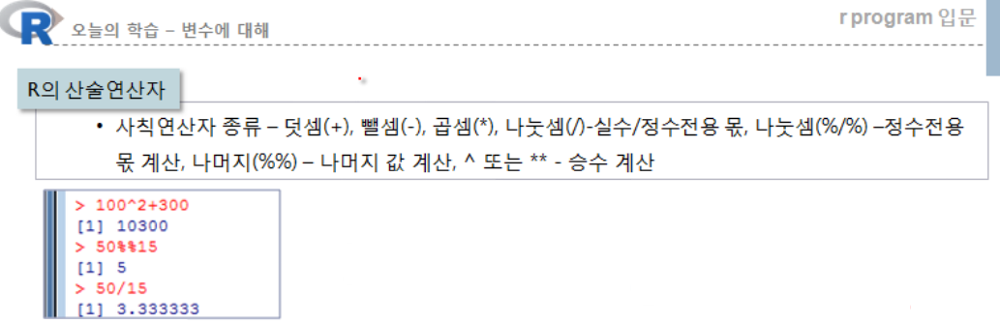 R 오늘의 학습 – 변수에 대해
r program 입문
R의 산술연산자
• 사칙연산자 종류 – 덧셈(+), 뺄셈(-), 곱셈(*), 나눗셈(/)-실수/정수전용 몫, 나눗셈(%/%) –정수전용
몫 계산, 나머지(%%) – 나머지 값 계산, ^ 또는 ** - 승수 계산
> 100^2+300
[1] 10300
> 50%%15
[1] 5
> 50/15
[1] 3.333333